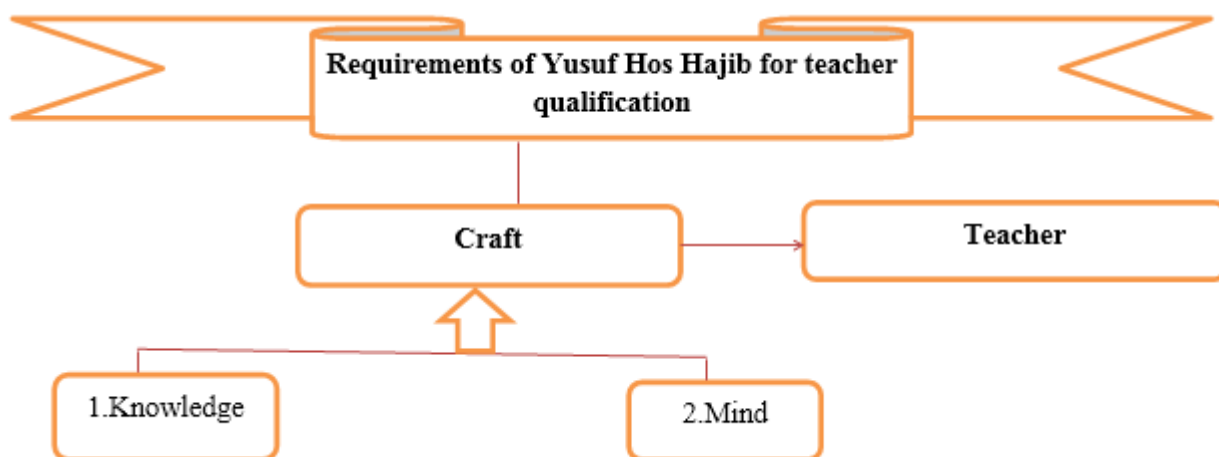 Requirements of Yusuf Hos Hajib for teacher
qualification
Craft
Teacher
1.Knowledge
2.Mind